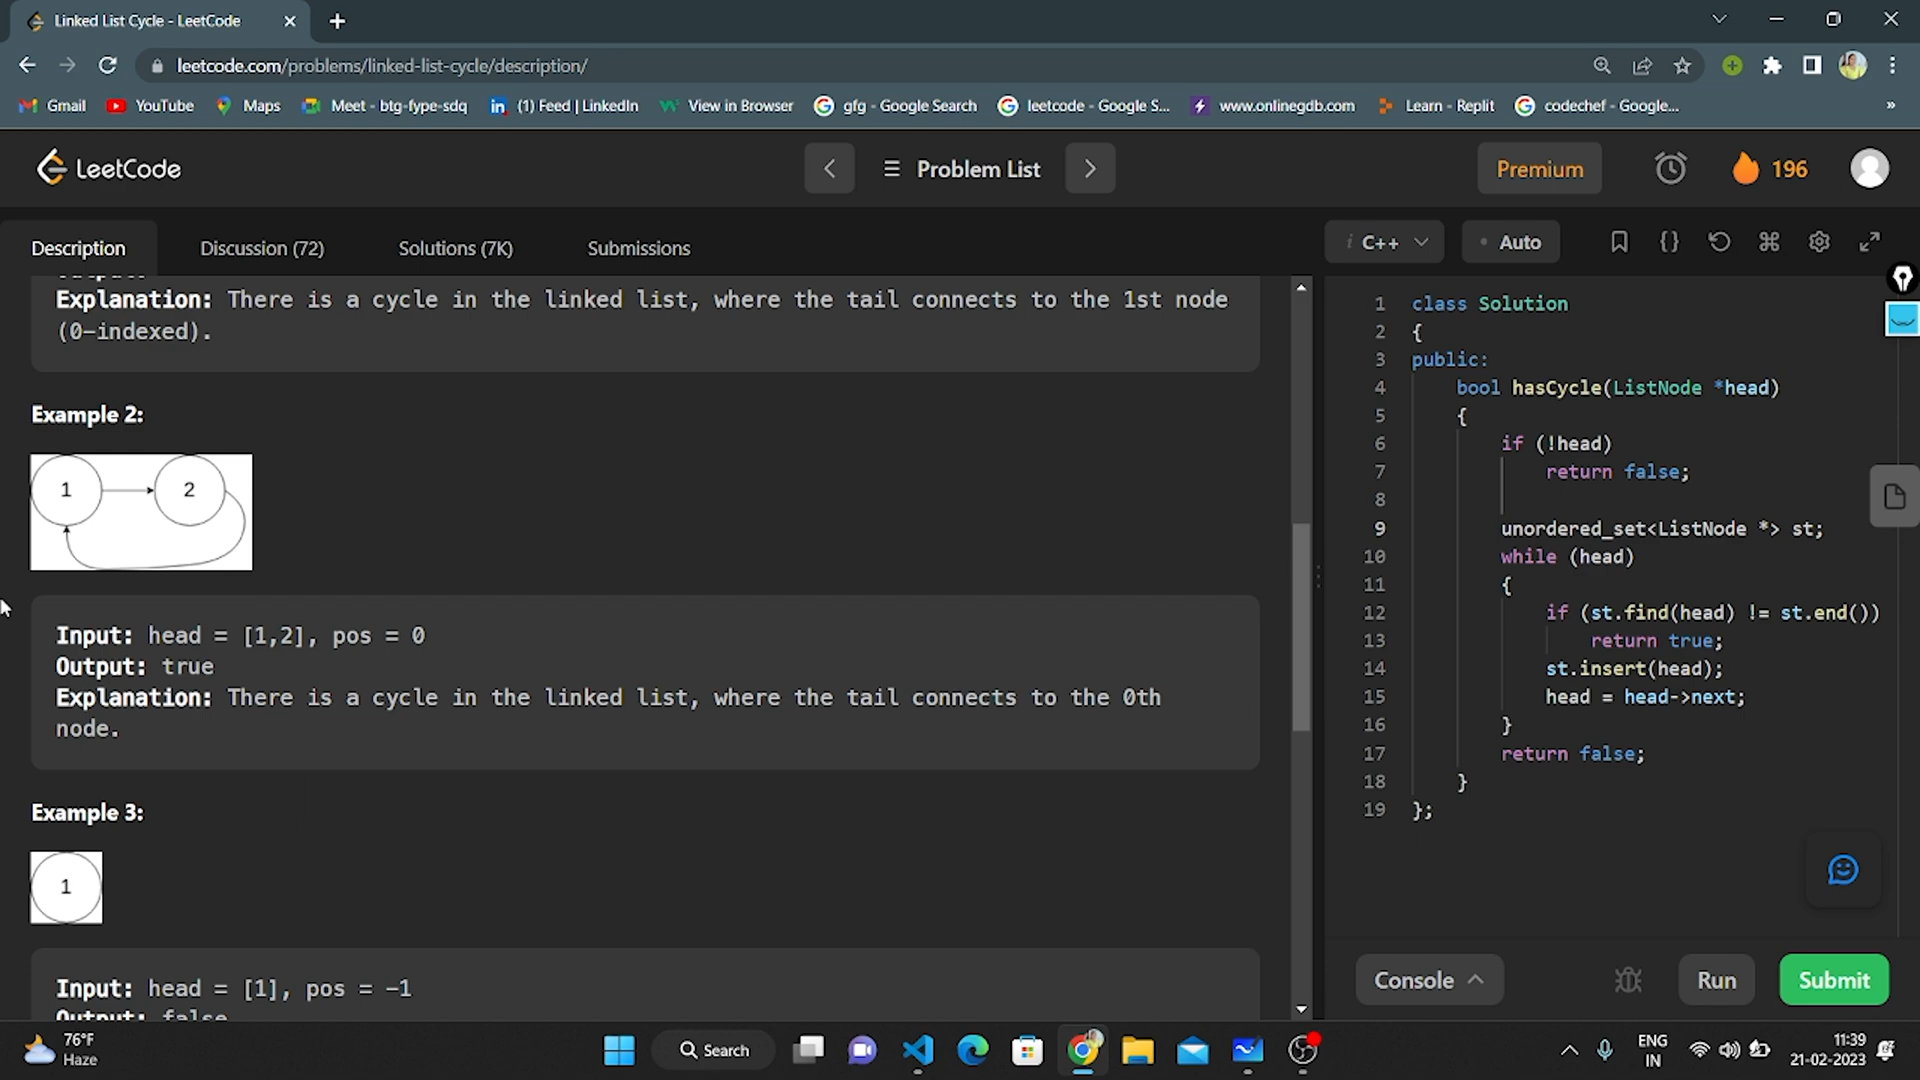 Linked List Cycle - LeetCode
leetcode.com/problems/linked-list-cycle/description/
Gmail YouTube Maps Meet - btg-fype-sdq (1) Feed | LinkedIn View in Browser gfg - Google Search leetcode - Google S... www.onlinegdb.com Learn - Replit codechef - Google... »
LeetCode Problem List Premium 196
Description Discussion (72) Solutions (7K) Submissions
Explanation: There is a cycle in the linked list, where the tail connects to the 1st node
(0-indexed).
Example 2:
1 2
Input: head = [1,2], pos = 0
Output: true
Explanation: There is a cycle in the linked list, where the tail connects to the 0th
node.
Example 3:
1
Input: head = [1], pos = -1
Output: false
i C++ • Auto
1 class Solution
2 {
3 public:
4 bool hasCycle(ListNode *head)
5 {
6 if (!head)
7 return false;
8
9 unordered_set<ListNode *> st;
10 while (head)
11 {
12 if (st.find(head) != st.end())
13 return true;
14 st.insert(head);
15 head = head->next;
16 }
17 return false;
18 }
19 };
Console Run Submit
76°F
Haze
Search
ENG
IN
11:39
21-02-2023